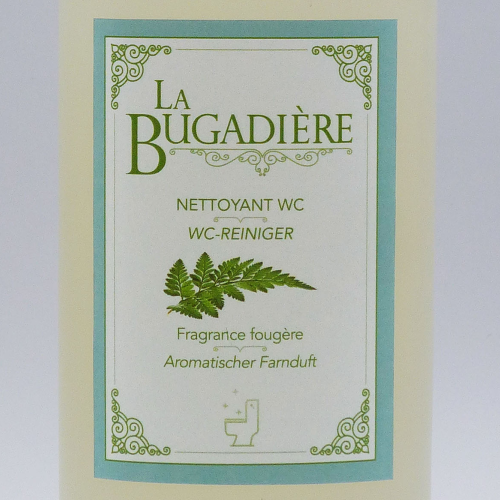 LA
BUGADIÈRE
NETTOYANT WC
WC-REINIGER
Fragrance fougère
Aromatischer Farnduft